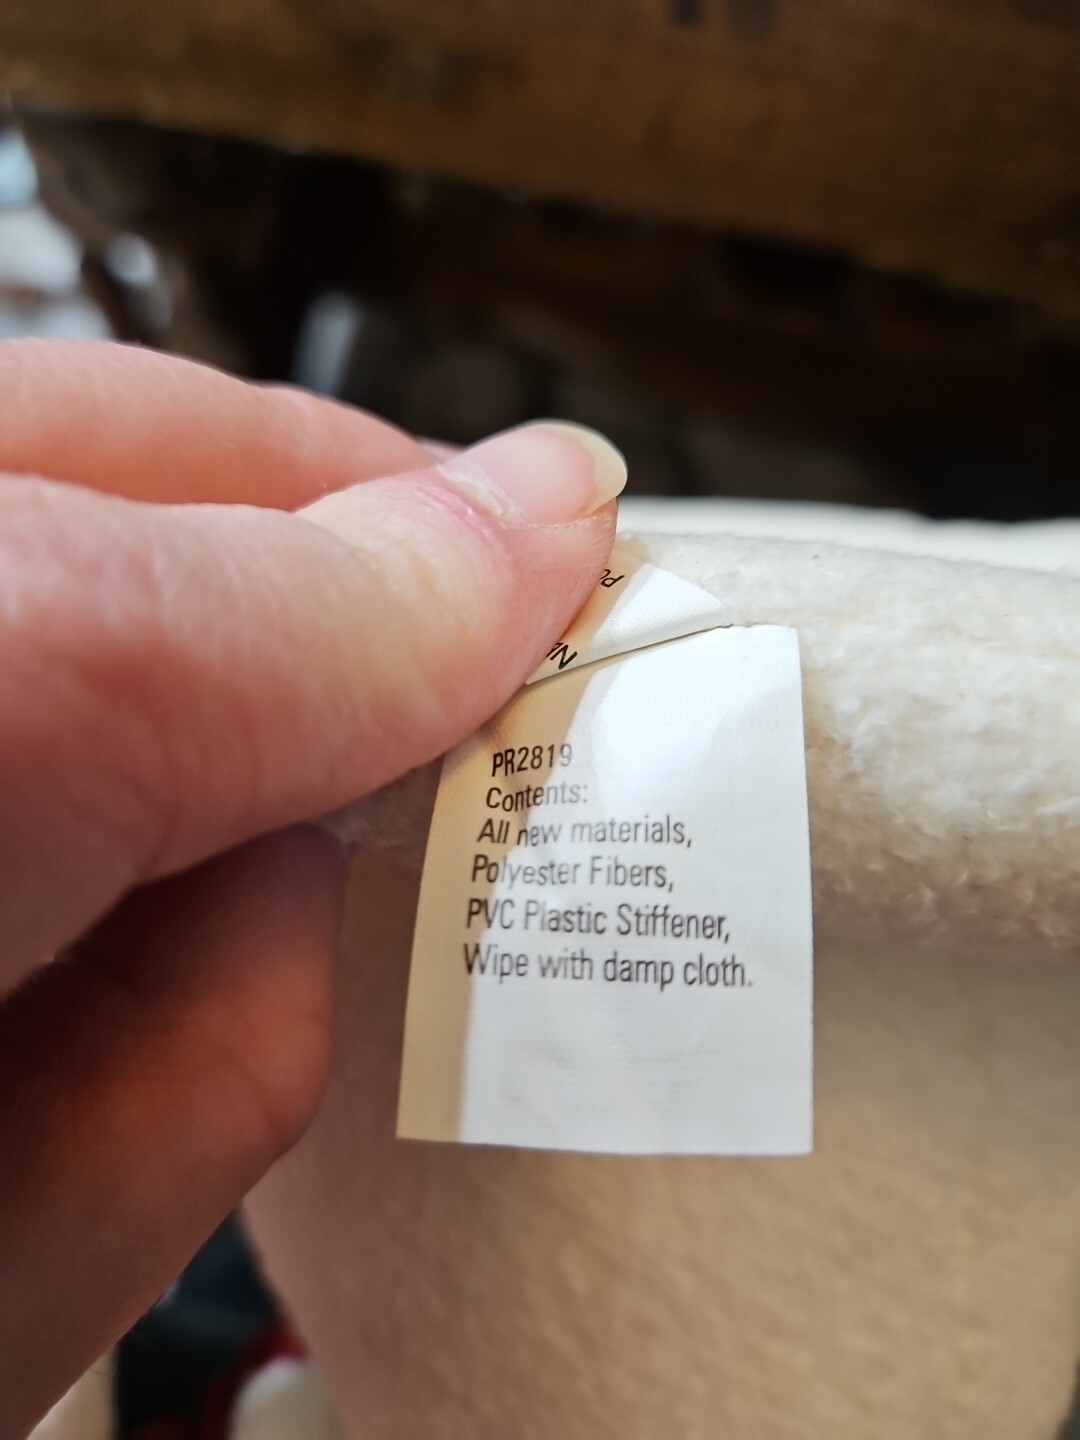 PR2819
Contents:
All new materials,
Polyester Fibers,
PVC Plastic Stiffener,
Wipe with damp cloth.